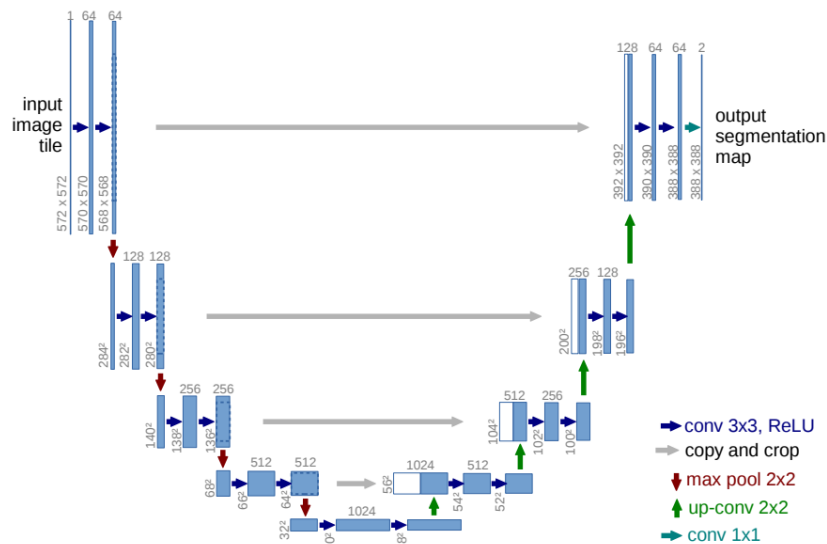 1 64 64
input
image
tile
572 x 572
570 x 570
568 x 568
128 64 64 2
output
segmentation
map
392 x 392
390 x 390
388 x 388
388 x 388
128 128
284²
282²
280²
256 128
200²
198²
196²
256 256
140²
138²
136²
512 256
104²
102²
100²
512 512
68²
66²
64²
1024 512
56²
54²
52²
1024
32²
0²
8²
conv 3x3, ReLU
copy and crop
max pool 2x2
up-conv 2x2
conv 1x1